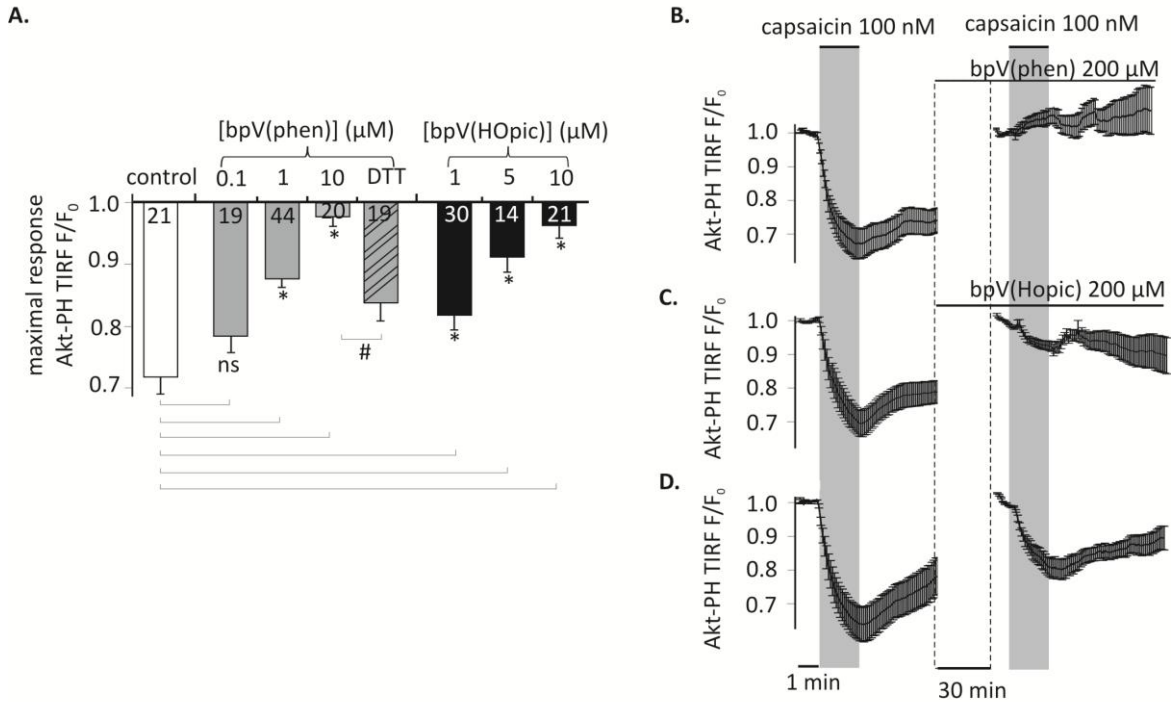 A.
[bpV(phen)] (µM) [bpV(HOpic)] (µM)
control 0.1 1 10 DTT 1 5 10
1.0
0.9
0.8
0.7
maximal response
Akt-PH TIRF F/F₀
21 19 44 20 19 30 14 21
* * * * *
ns
#
B.
capsaicin 100 nM capsaicin 100 nM
bpV(phen) 200 µM
Akt-PH TIRF F/F₀
1.0
0.9
0.8
0.7
C.
bpV(Hopic) 200 µM
Akt-PH TIRF F/F₀
1.0
0.9
0.8
0.7
D.
Akt-PH TIRF F/F₀
1.0
0.9
0.8
0.7
1 min 30 min